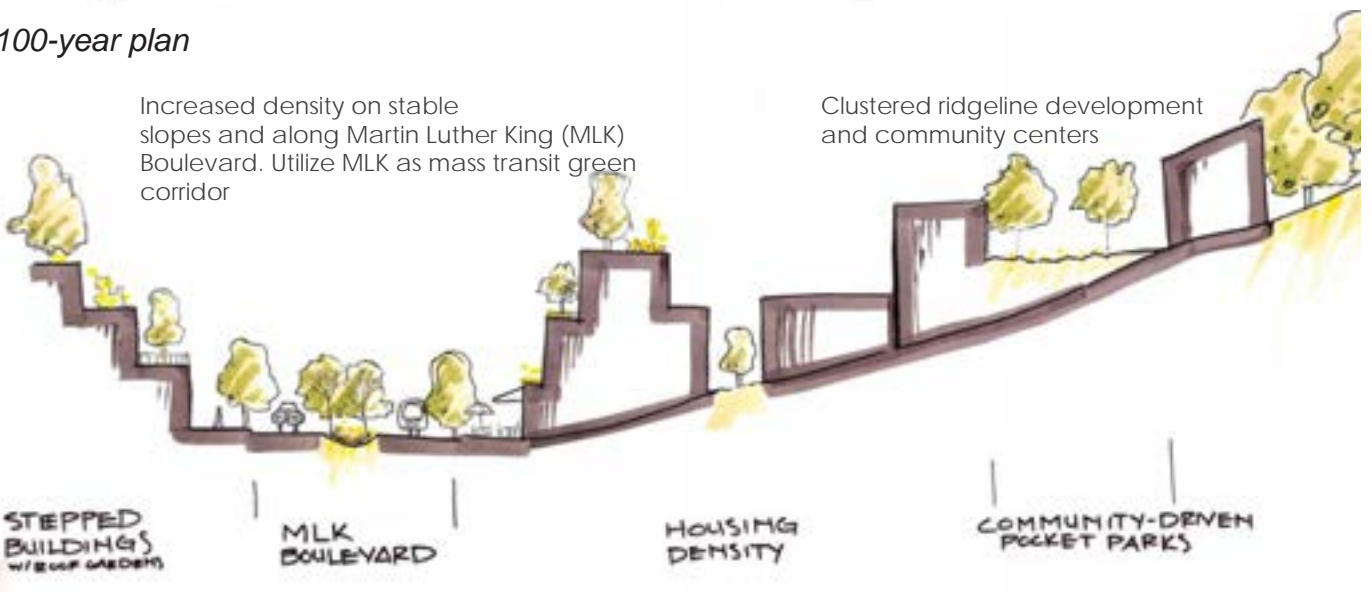 100-year plan
Increased density on stable
slopes and along Martin Luther King (MLK)
Boulevard. Utilize MLK as mass transit green
corridor
Clustered ridgeline development
and community centers
STEPPED
BUILDINGS
W/ROOF GARDENS
MLK
BOULEVARD
HOUSING
DENSITY
COMMUNITY-DRIVEN
POCKET PARKS